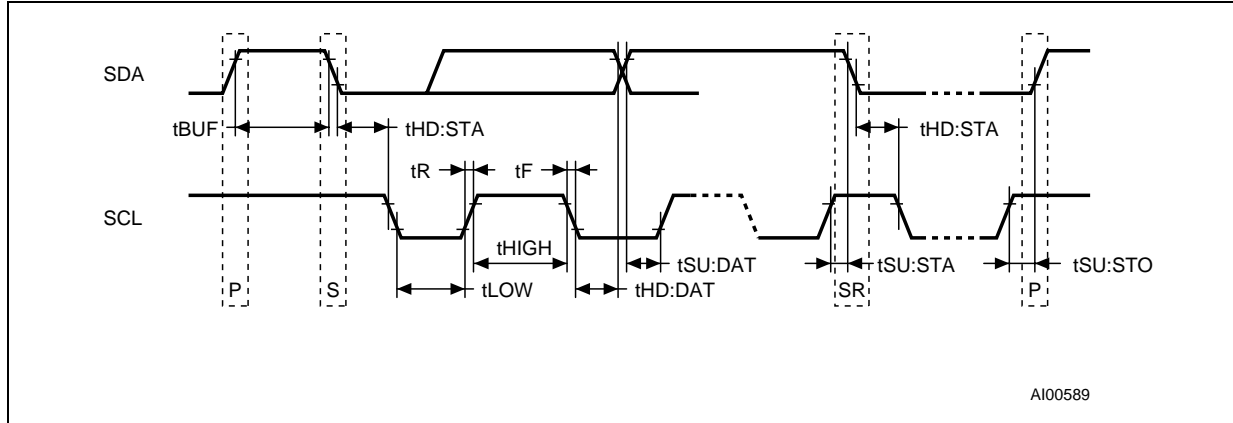 SDA
tBUF
tHD:STA
tHD:STA
tR
tF
SCL
tHIGH
tSU:DAT
tSU:STA
tSU:STO
P
S
tLOW
tHD:DAT
SR
P
AI00589